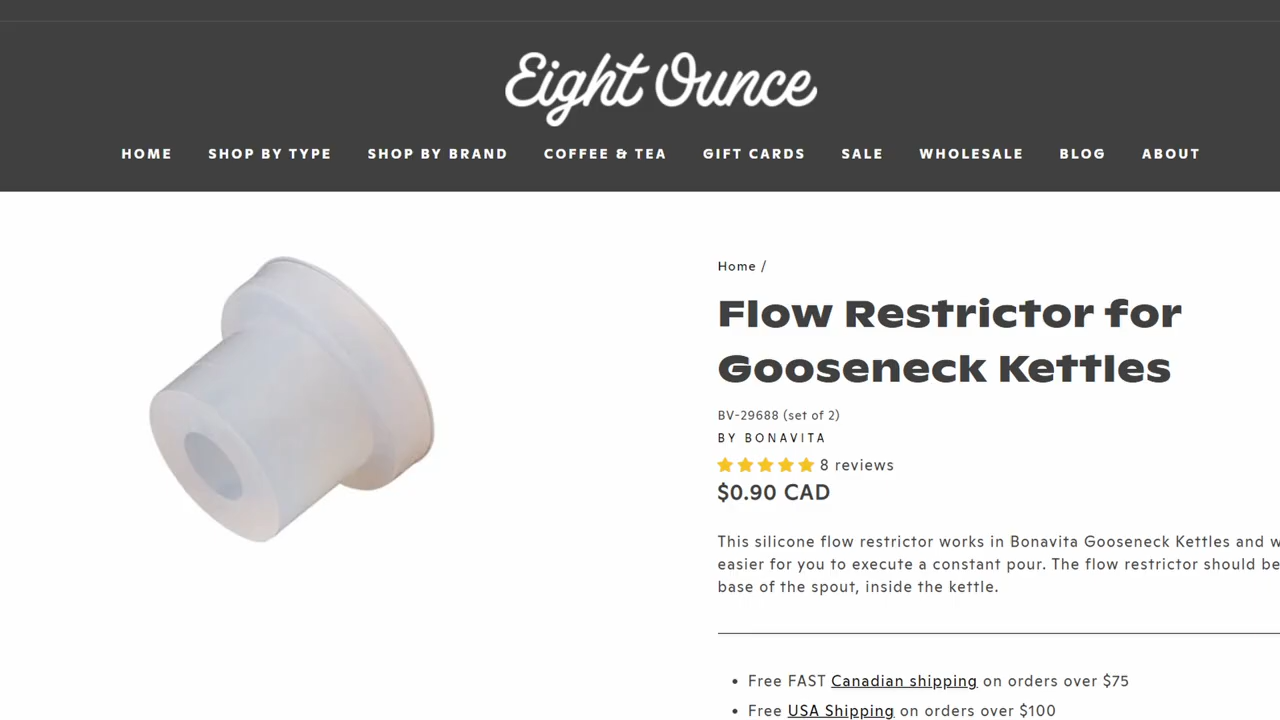 Eight Ounce
HOME SHOP BY TYPE SHOP BY BRAND COFFEE & TEA GIFT CARDS SALE WHOLESALE BLOG ABOUT
Home /
Flow Restrictor for
Gooseneck Kettles
BV-29688 (set of 2)
BY BONAVITA
8 reviews
$0.90 CAD
This silicone flow restrictor works in Bonavita Gooseneck Kettles and
easier for you to execute a constant pour. The flow restrictor should be
base of the spout, inside the kettle.
• Free FAST Canadian shipping on orders over $75
• Free USA Shipping on orders over $100